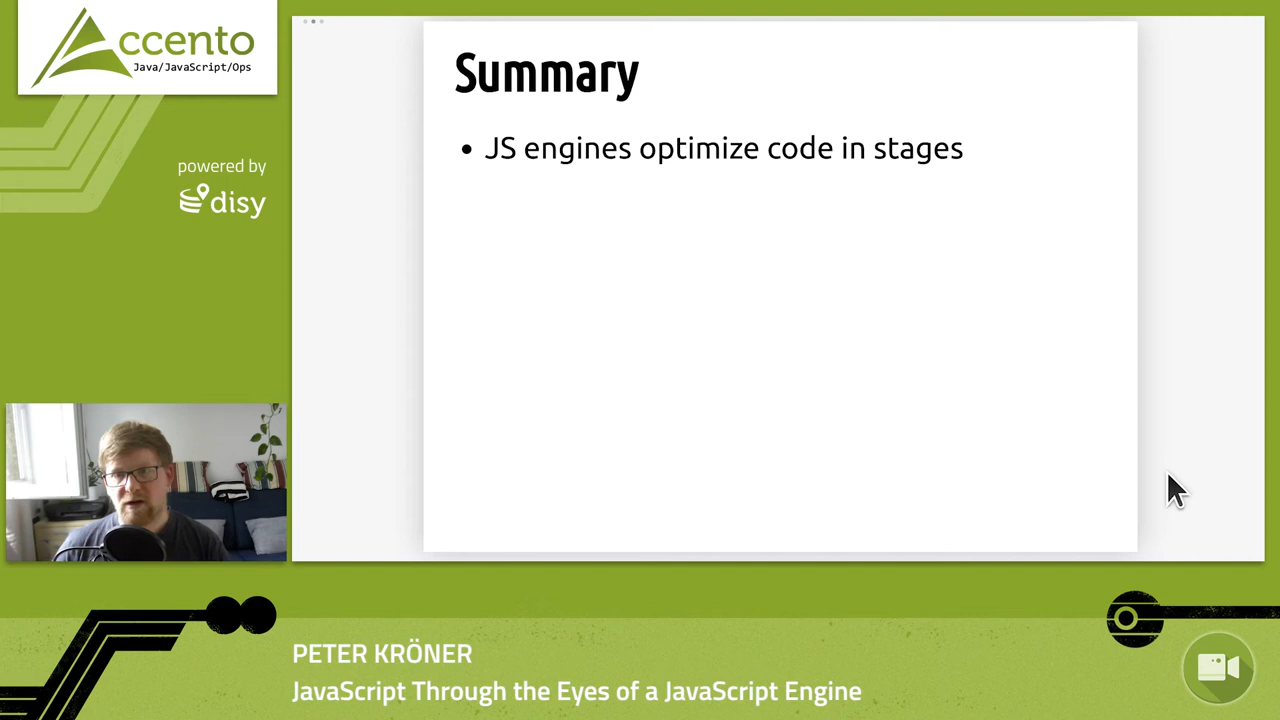 Accento
Java/JavaScript/Ops
powered by
disy
Summary
• JS engines optimize code in stages
PETER KRÖNER
JavaScript Through the Eyes of a JavaScript Engine